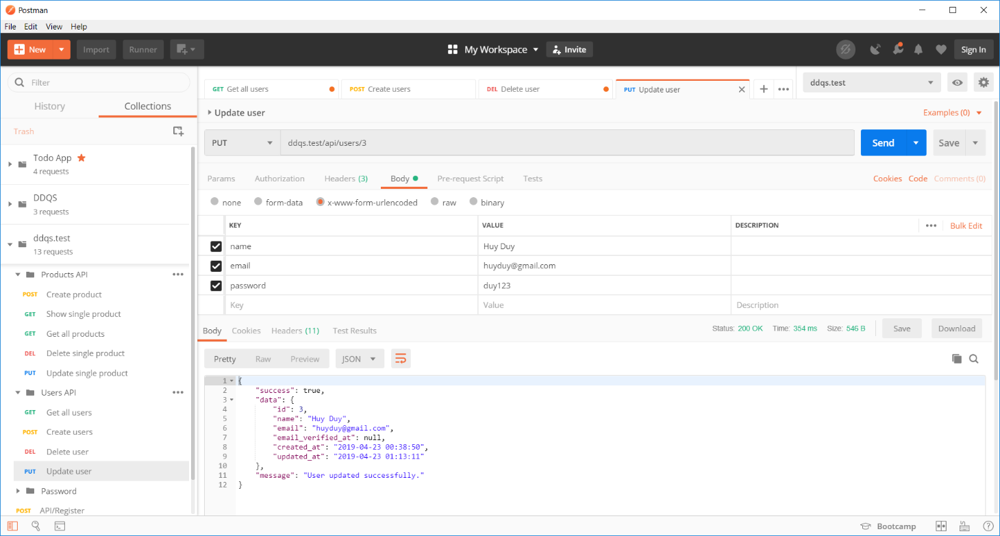 Postman
File Edit View Help
New Import Runner My Workspace Invite Sign In
Filter
History Collections
Trash
Todo App
4 requests
DDQS
3 requests
ddqs.test
13 requests
Products API
POST Create product
GET Show single product
GET Get all products
DEL Delete single product
PUT Update single product
Users API
GET Get all users
POST Create users
DEL Delete user
PUT Update user
Password
POST API/Register
GET Get all users POST Create users DEL Delete user PUT Update user
ddqs.test
Update user Examples (0)
PUT ddqs.test/api/users/3 Send Save
Params Authorization Headers (3) Body Pre-request Script Tests Cookies Code Comments (0)
none form-data x-www-form-urlencoded raw binary
KEY VALUE DESCRIPTION Bulk Edit
name Huy Duy
email huyduy@gmail.com
password duy123
Key Value Description
Body Cookies Headers (11) Test Results Status: 200 OK Time: 354 ms Size: 546 B Save Download
Pretty Raw Preview JSON
1 {
2 "success": true,
3 "data": {
4 "id": 3,
5 "name": "Huy Duy",
6 "email": "huyduy@gmail.com",
7 "email_verified_at": null,
8 "created_at": "2019-04-23 00:38:50",
9 "updated_at": "2019-04-23 01:13:11"
10 },
11 "message": "User updated successfully."
12 }
Bootcamp